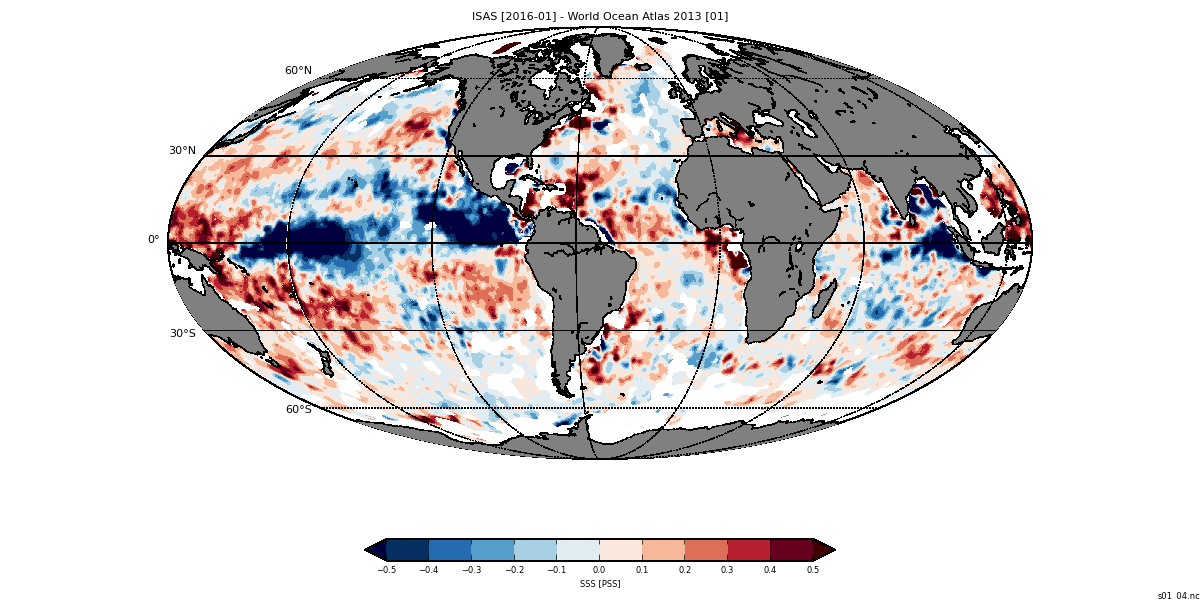 ISAS [2016-01] - World Ocean Atlas 2013 [01]
60°N
30°N
0°
30°S
60°S
−0.5 −0.4 −0.3 −0.2 −0.1 0.0 0.1 0.2 0.3 0.4 0.5
SSS [PSS]
s01_04.nc